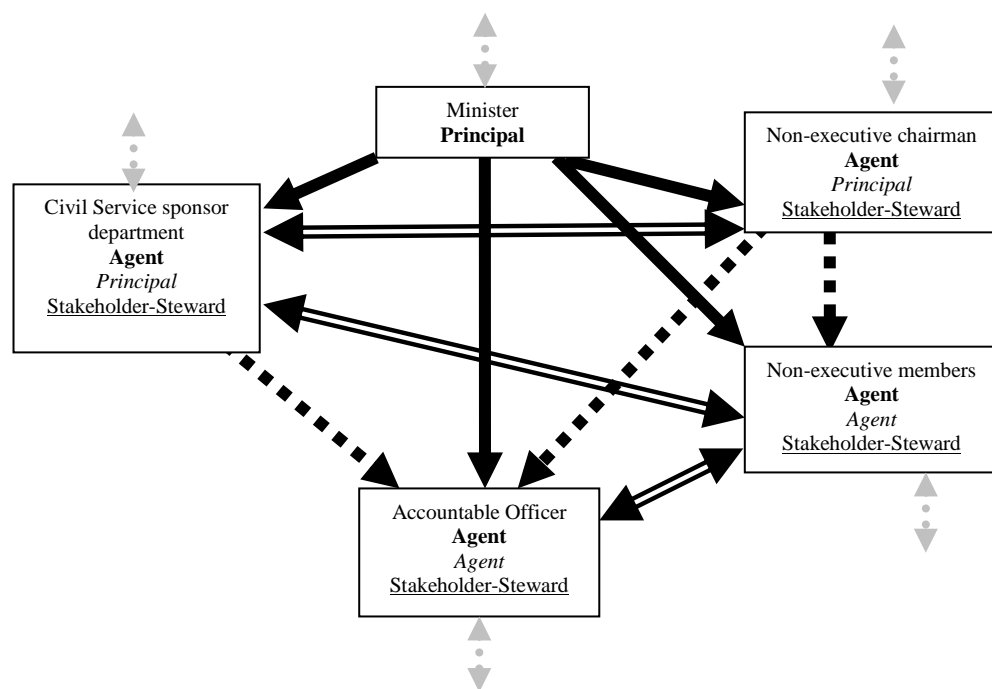 Minister
Principal
Non-executive chairman
Agent
Principal
Stakeholder-Steward
Civil Service sponsor
department
Agent
Principal
Stakeholder-Steward
Non-executive members
Agent
Agent
Stakeholder-Steward
Accountable Officer
Agent
Agent
Stakeholder-Steward